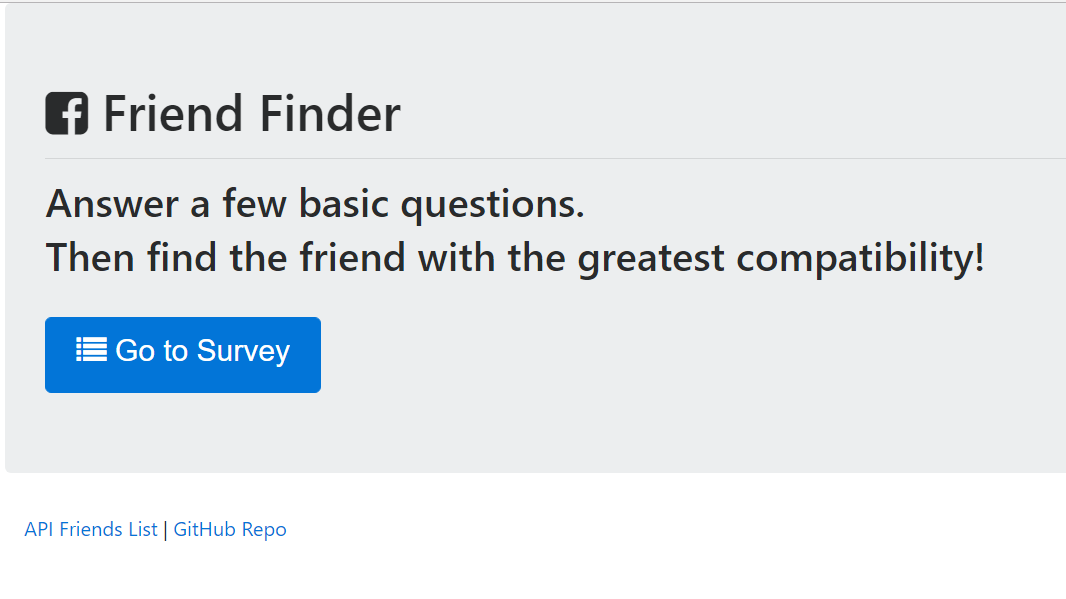 Friend Finder
Answer a few basic questions.
Then find the friend with the greatest compatibility!
Go to Survey
API Friends List | GitHub Repo